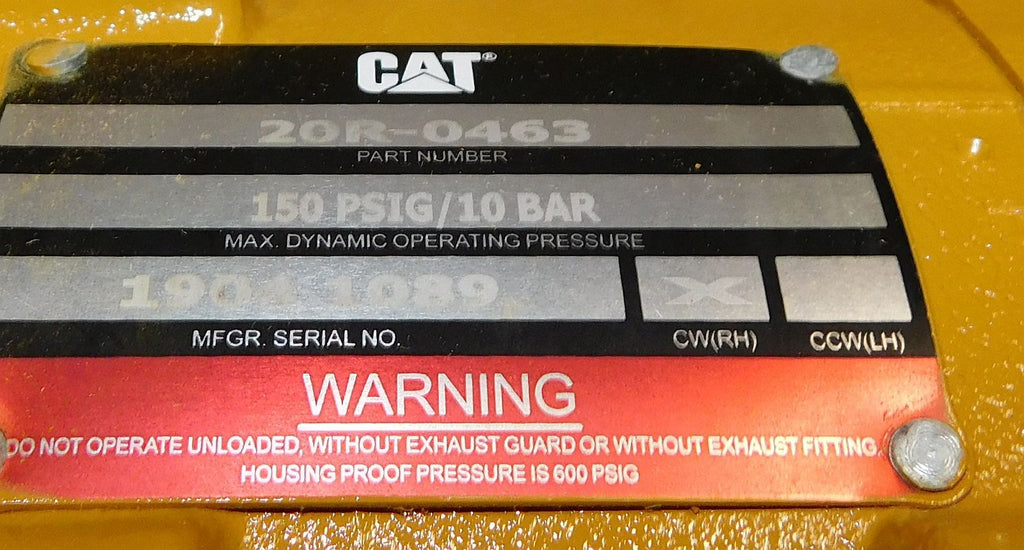 CAT®
20R-0463
PART NUMBER
150 PSIG/10 BAR
MAX. DYNAMIC OPERATING PRESSURE
1904 1089
X
MFGR. SERIAL NO. CW(RH) CCW(LH)
WARNING
DO NOT OPERATE UNLOADED, WITHOUT EXHAUST GUARD OR WITHOUT EXHAUST FITTING.
HOUSING PROOF PRESSURE IS 600 PSIG